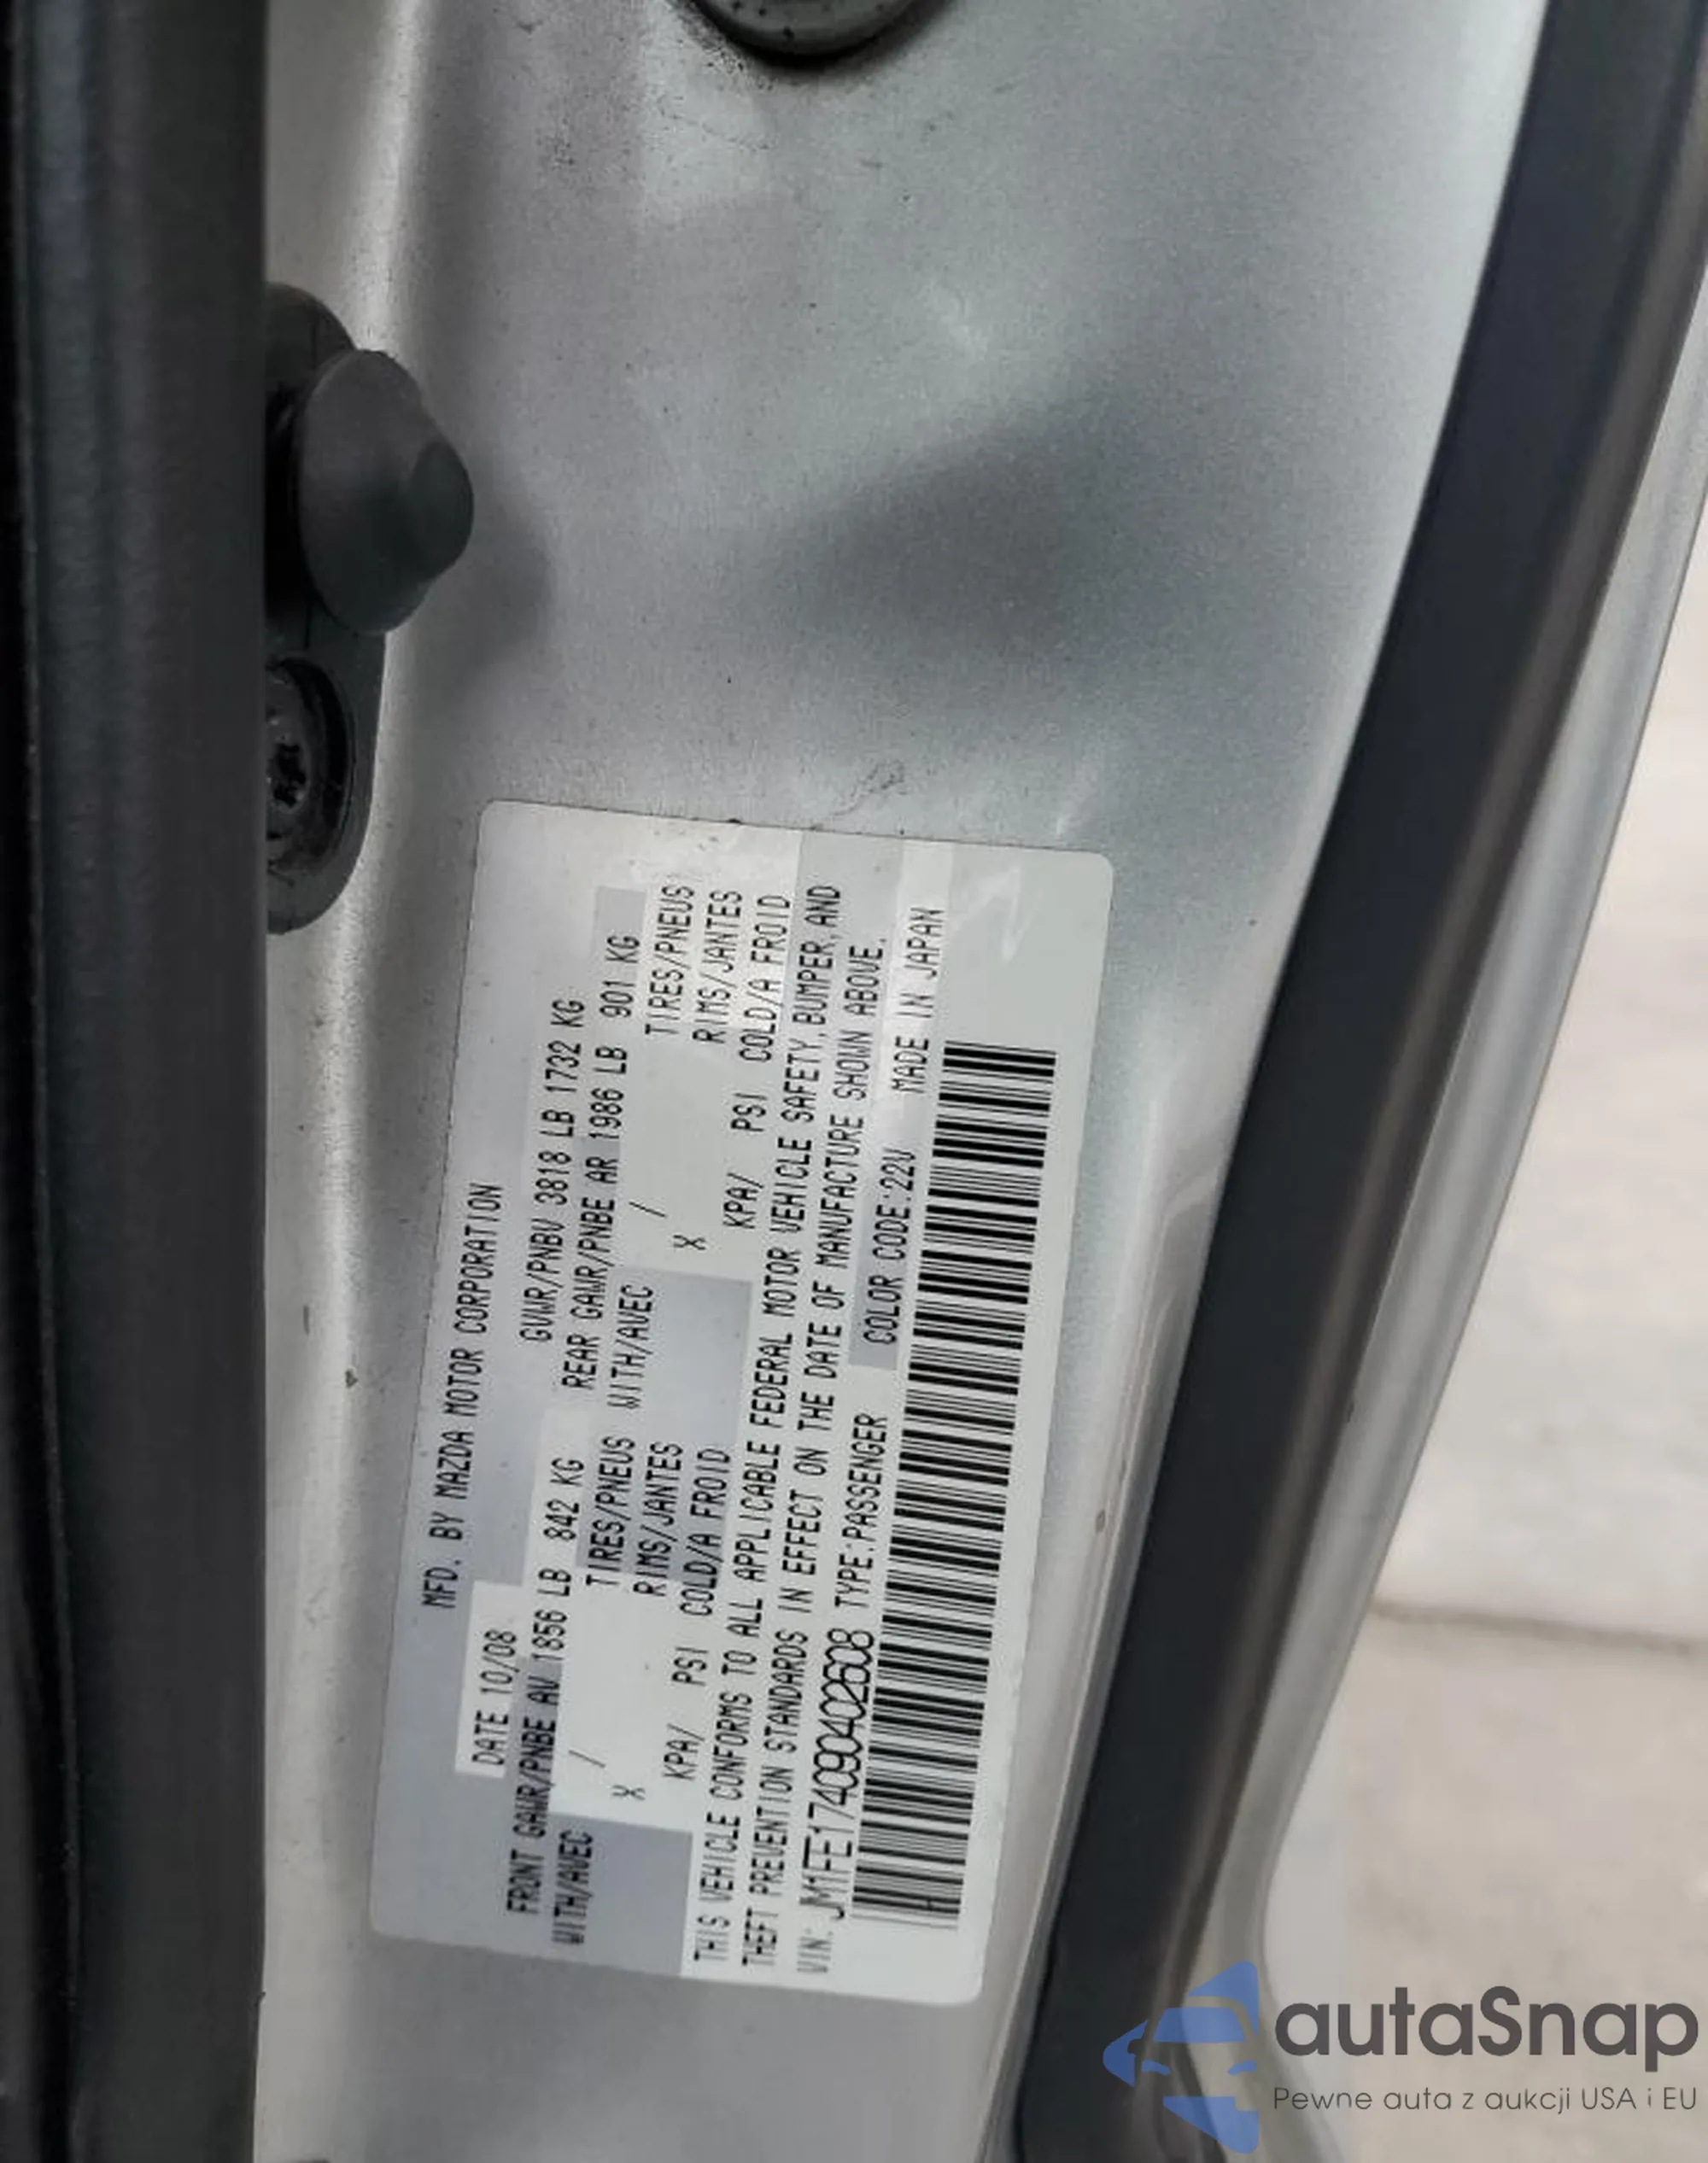 MFD. BY MAZDA MOTOR CORPORATION
DATE 10/08 GVWR/PNBV 3818 LB 1732 KG
FRONT GAWR/PNBE AV 1856 LB 842 KG REAR GAWR/PNBE AR 1986 LB 901 KG
WITH/AVEC / TIRES/PNEUS WITH/AVEC / TIRES/PNEUS
X RIMS/JANTES X RIMS/JANTES
KPA/ PSI COLD/A FROID KPA/ PSI COLD/A FROID
THIS VEHICLE CONFORMS TO ALL APPLICABLE FEDERAL MOTOR VEHICLE SAFETY, BUMPER, AND
THEFT PREVENTION STANDARDS IN EFFECT ON THE DATE OF MANUFACTURE SHOWN ABOVE.
VIN: JM1FE174090402608 TYPE:PASSENGER COLOR CODE:22V MADE IN JAPAN
H
autaSnap
Pewne auta z aukcji USA i EU